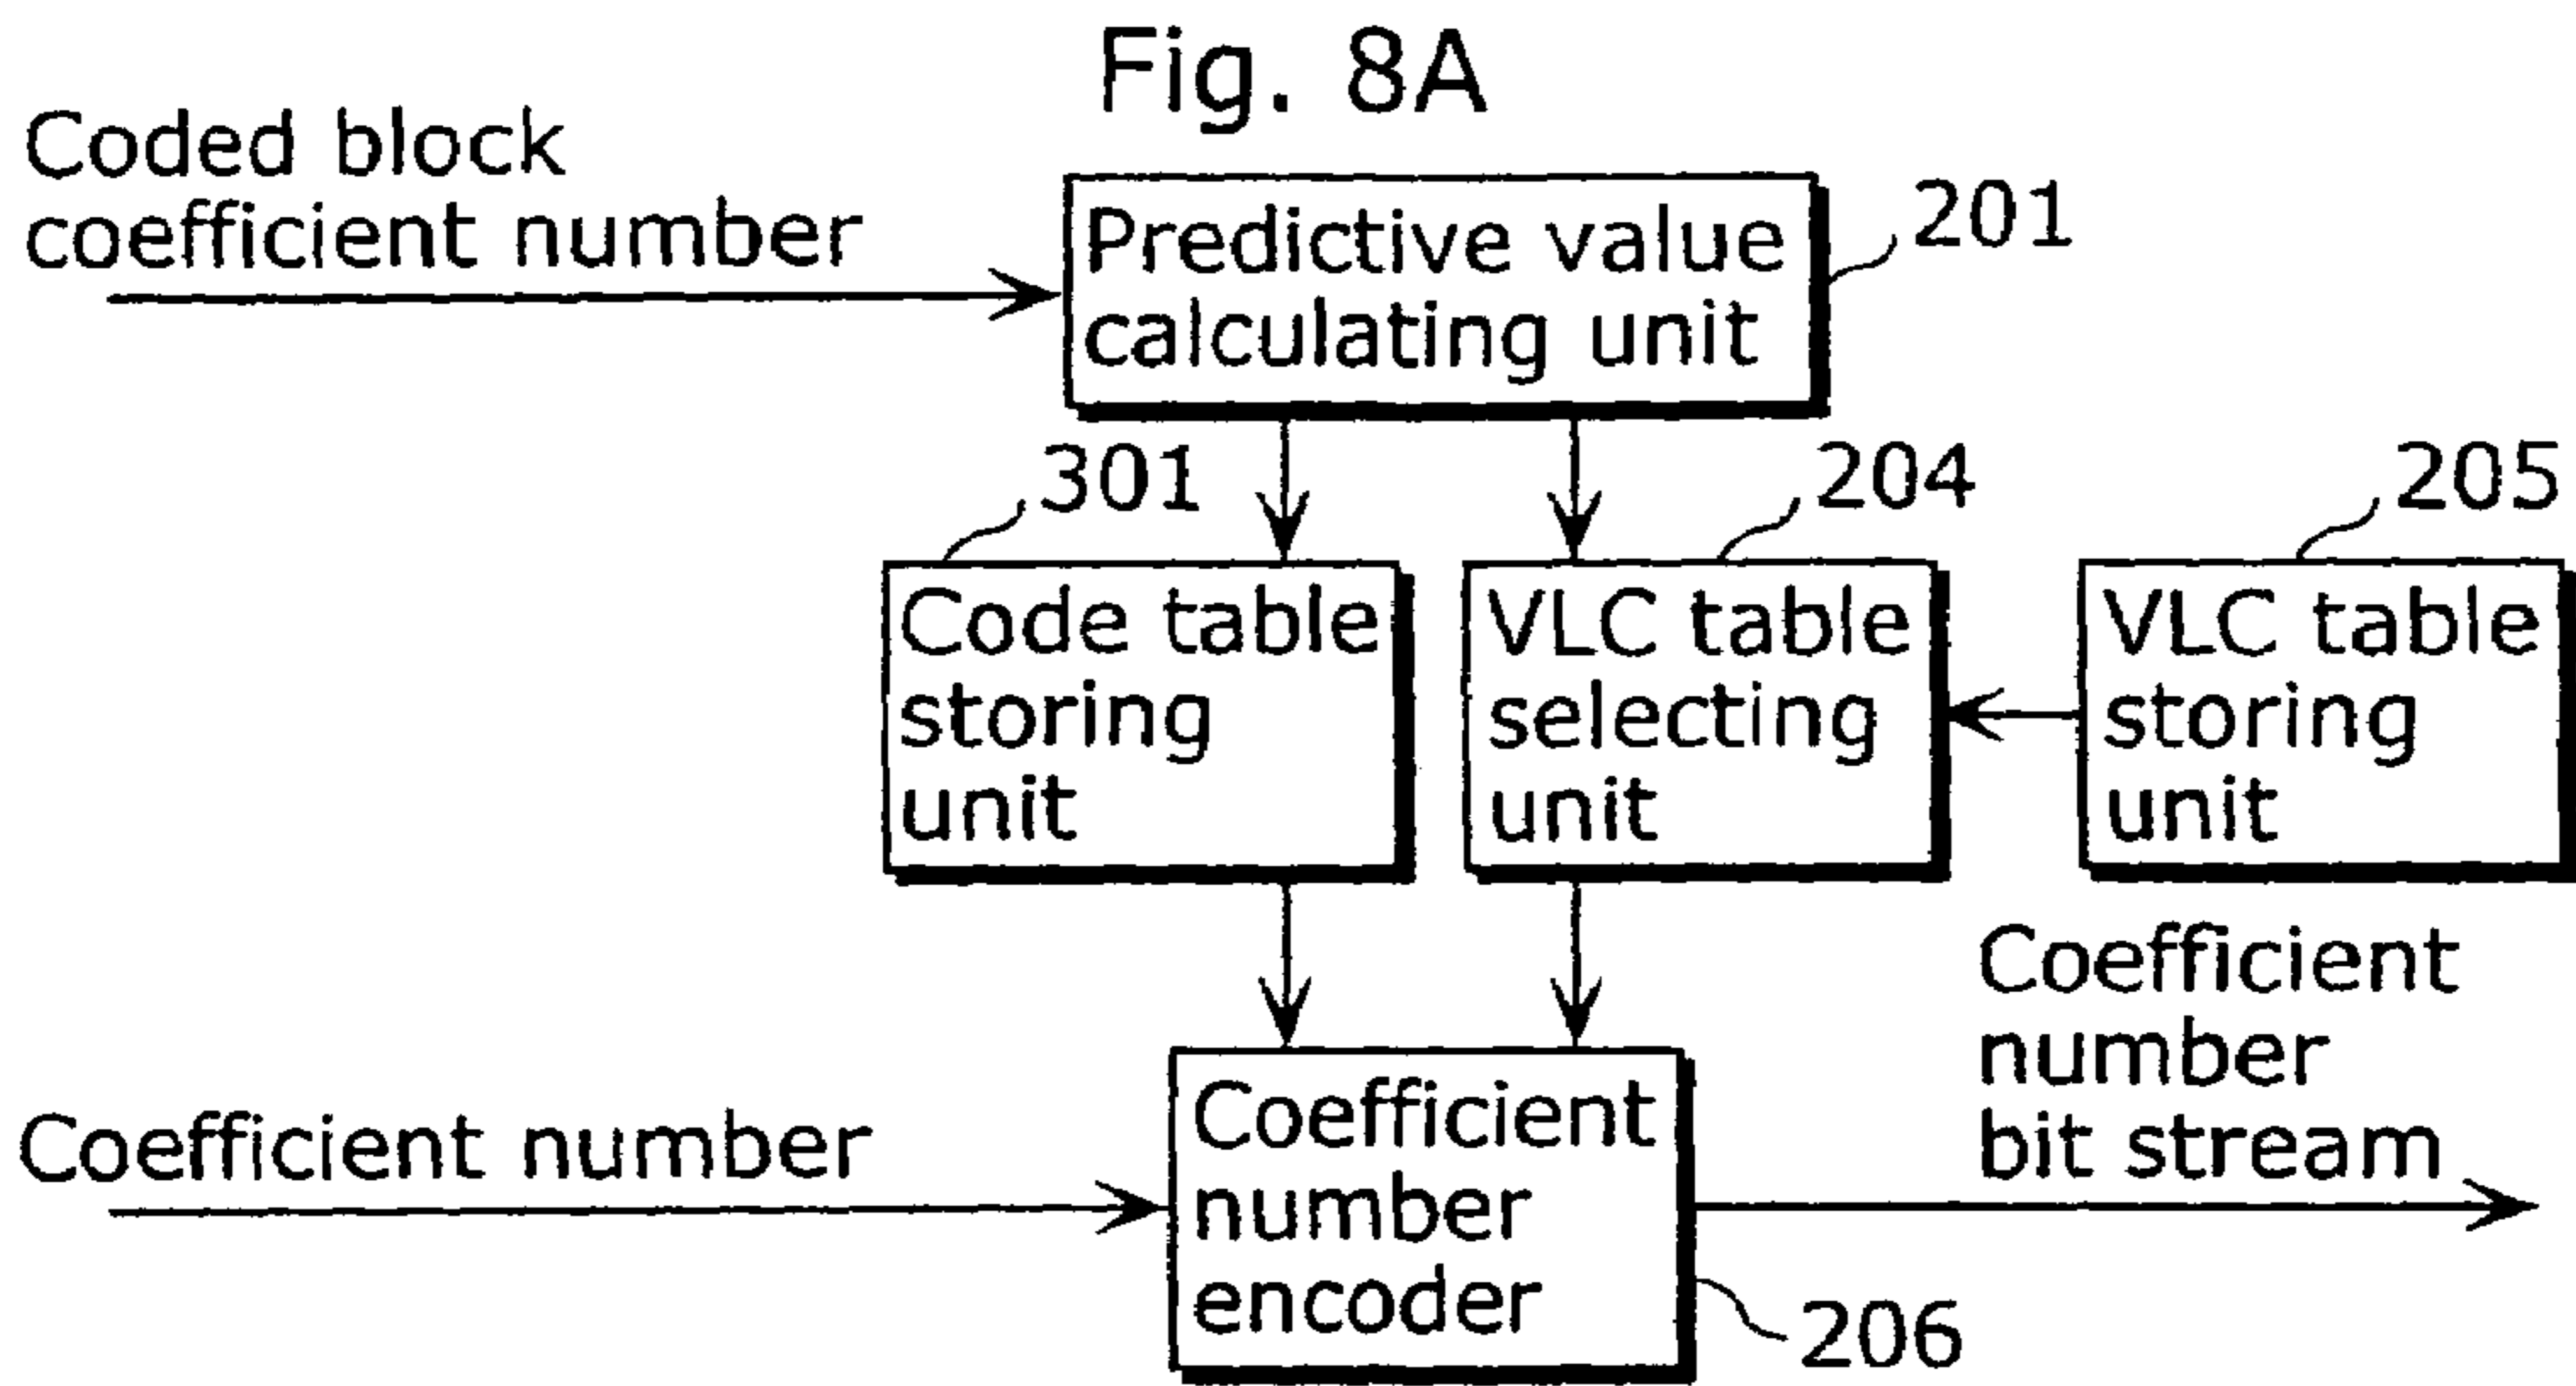 Fig. 8A
Coded block
coefficient number
Predictive value
calculating unit
201
301
204
205
Code table
storing
unit
VLC table
selecting
unit
VLC table
storing
unit
Coefficient
number
bit stream
Coefficient number
Coefficient
number
encoder
206